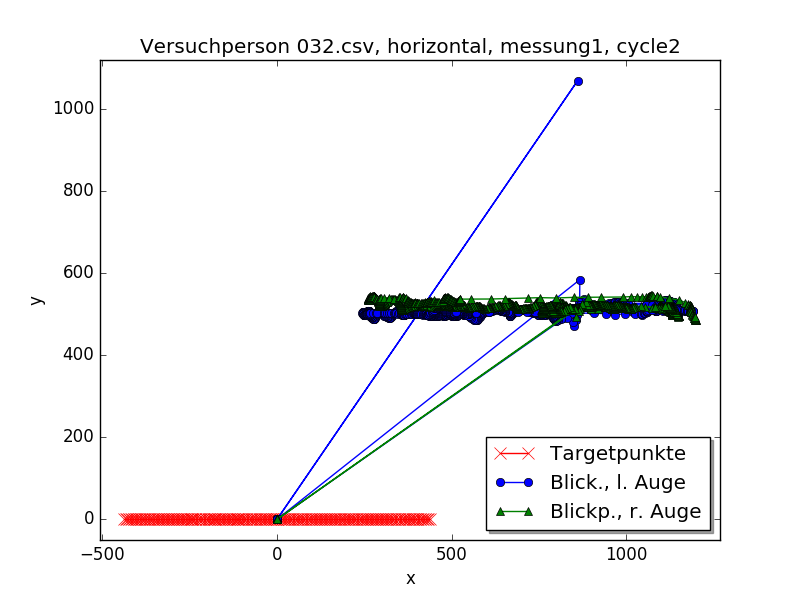 Versuchperson 032.csv, horizontal, messung1, cycle2
1000
800
600
400
200
0
y
Targetpunkte
Blick., l. Auge
Blickp., r. Auge
−500 0 500 1000
x